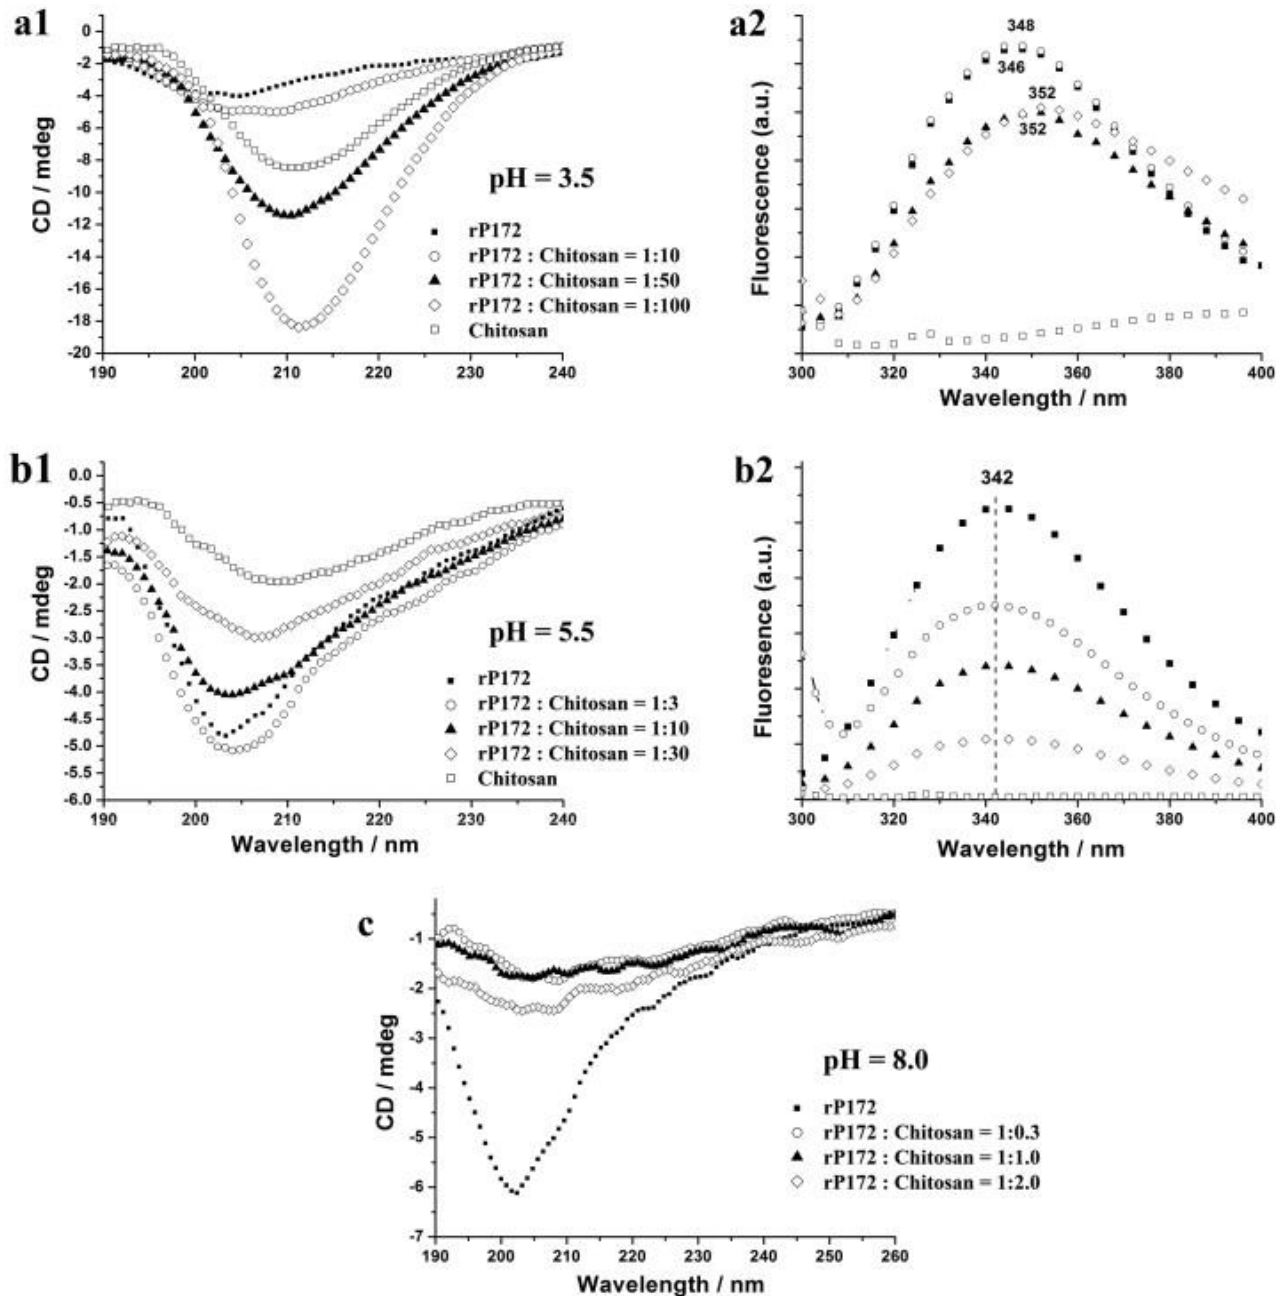 a1
0
-2
-4
-6
-8
-10
-12
-14
-16
-18
-20
CD / mdeg
pH = 3.5
rP172
rP172 : Chitosan = 1:10
rP172 : Chitosan = 1:50
rP172 : Chitosan = 1:100
Chitosan
190 200 210 220 230 240
Wavelength / nm
a2
348
346
352
352
Fluorescence (a.u.)
300 320 340 360 380 400
Wavelength / nm
b1
0.0
-0.5
-1.0
-1.5
-2.0
-2.5
-3.0
-3.5
-4.0
-4.5
-5.0
-5.5
-6.0
CD / mdeg
pH = 5.5
rP172
rP172 : Chitosan = 1:3
rP172 : Chitosan = 1:10
rP172 : Chitosan = 1:30
Chitosan
190 200 210 220 230 240
Wavelength / nm
b2
342
Fluoresence (a.u.)
300 320 340 360 380 400
Wavelength / nm
c
-1
-2
-3
-4
-5
-6
-7
CD / mdeg
pH = 8.0
rP172
rP172 : Chitosan = 1:0.3
rP172 : Chitosan = 1:1.0
rP172 : Chitosan = 1:2.0
190 200 210 220 230 240 250 260
Wavelength / nm